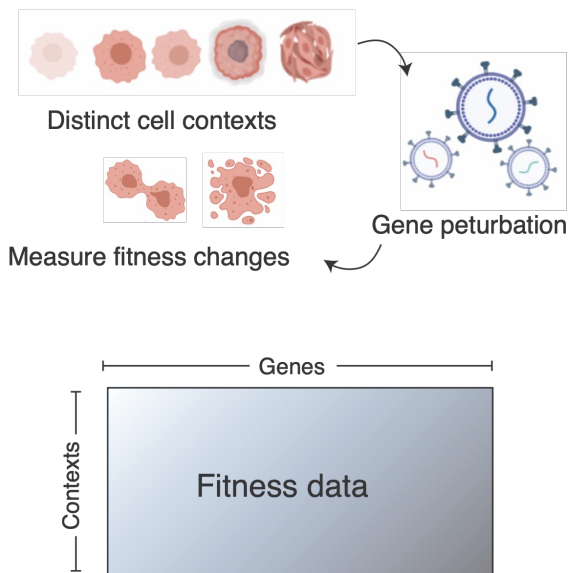 Distinct cell contexts
Gene peturbation
Measure fitness changes
Genes
Contexts
Fitness data